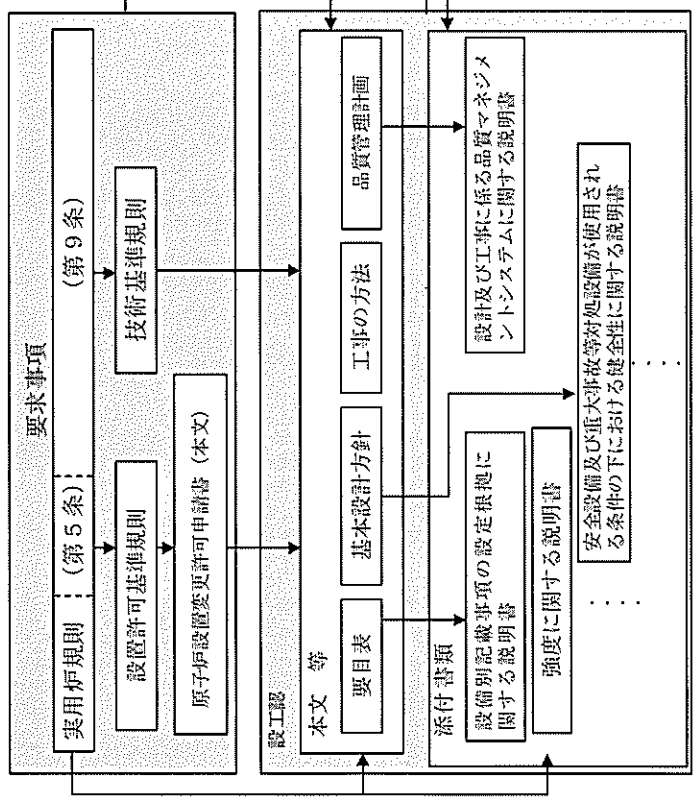 要求事項
実用炉規則
(第5条)
(第9条)
設置許可基準規則
技術基準規則
原子炉設置変更許可申請書(本文)
設工認
本文 等
要目表
基本設計方針
工事の方法
品質管理計画
添付書類
設備別記載事項の設定根拠に
関する説明書
設計及び工事に係る品質マネジメ
ントシステムに関する説明書
強度に関する説明書
・・・・
安全設備及び重大事故等対処設備が使用され
る条件の下における健全性に関する説明書
・・・・